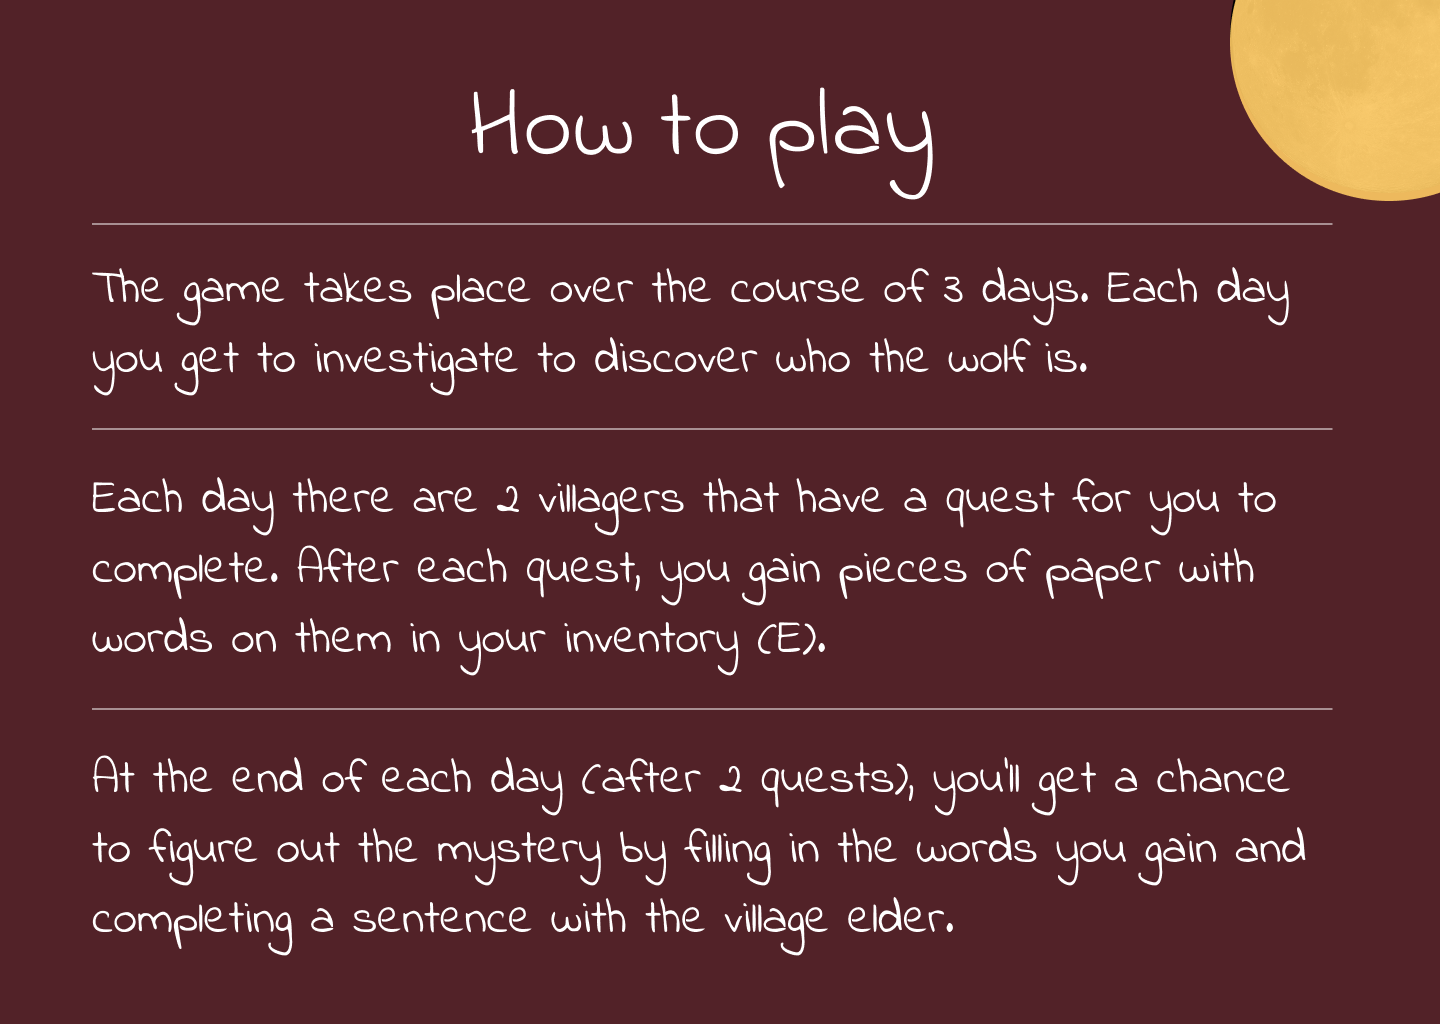 How to play
The game takes place over the course of 3 days. Each day
you get to investigate to discover who the wolf is.
Each day there are 2 villagers that have a quest for you to
complete. After each quest, you gain pieces of paper with
words on them in your inventory (E).
At the end of each day (after 2 quests), you'll get a chance
to figure out the mystery by filling in the words you gain and
completing a sentence with the village elder.